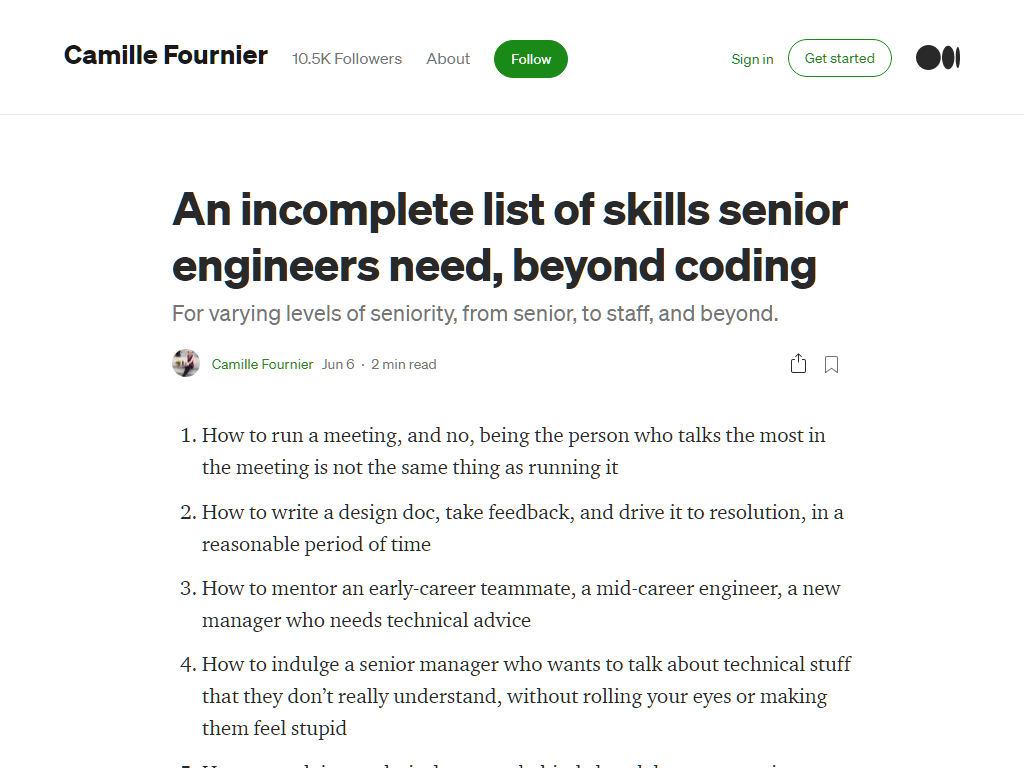 Camille Fournier
10.5K Followers
About
Follow
Sign in
Get started
An incomplete list of skills senior
engineers need, beyond coding
For varying levels of seniority, from senior, to staff, and beyond.
Camille Fournier Jun 6 · 2 min read
1. How to run a meeting, and no, being the person who talks the most in
the meeting is not the same thing as running it
2. How to write a design doc, take feedback, and drive it to resolution, in a
reasonable period of time
3. How to mentor an early-career teammate, a mid-career engineer, a new
manager who needs technical advice
4. How to indulge a senior manager who wants to talk about technical stuff
that they don’t really understand, without rolling your eyes or making
them feel stupid